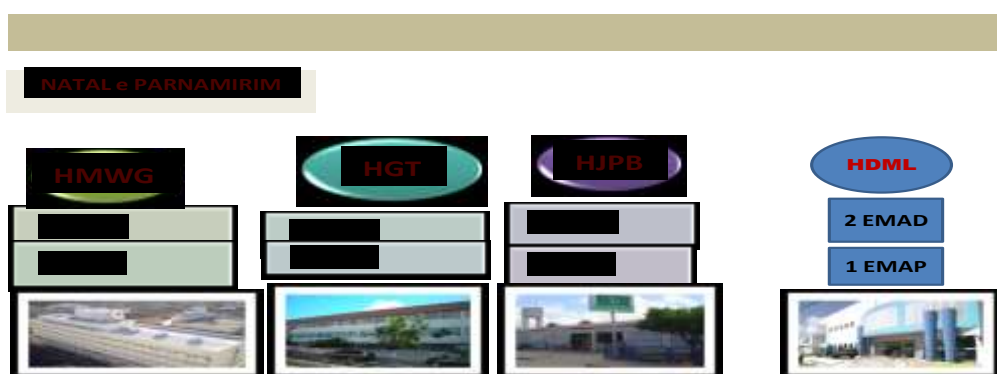 NATAL e PARNAMIRIM
HMWG
HGT
HJPB
HDML
2 EMAD
1 EMAP